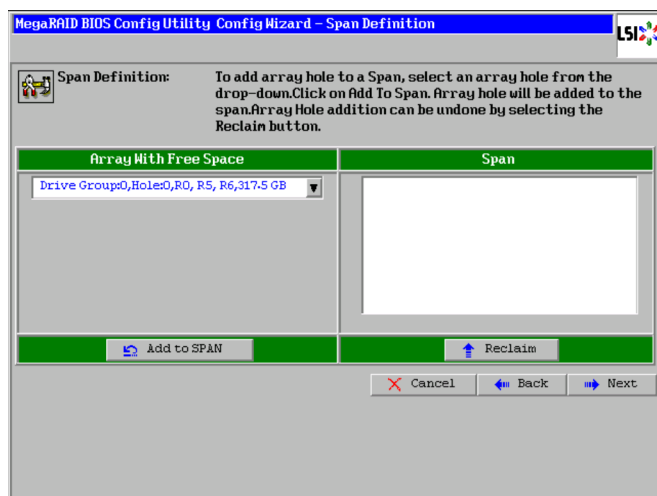 MegaRAID BIOS Config Utility Config Wizard – Span Definition
LSI
Span Definition:
To add array hole to a Span, select an array hole from the
drop-down.Click on Add To Span. Array hole will be added to the
span.Array Hole addition can be undone by selecting the
Reclaim button.
Array With Free Space
Span
Drive Group:0,Hole:0,R0, R5, R6,317.5 GB
Add to SPAN
Reclaim
Cancel
Back
Next